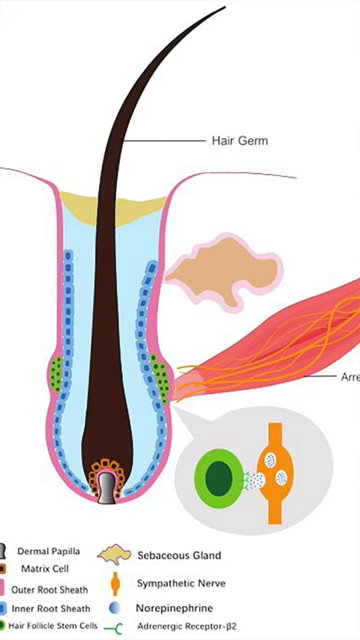 Hair Germ
Arre
Dermal Papilla
Sebaceous Gland
Matrix Cell
Sympathetic Nerve
Outer Root Sheath
Inner Root Sheath
Norepinephrine
Hair Follicle Stem Cells
Adrenergic Receptor-β2